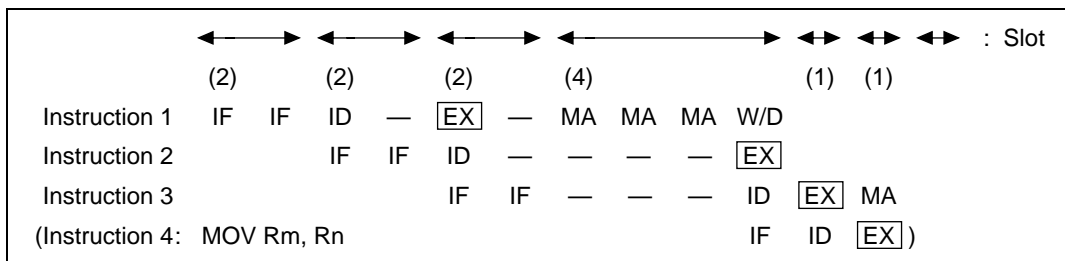 : Slot
(2) (2) (2) (4) (1) (1)
Instruction 1 IF IF ID — EX — MA MA MA W/D
Instruction 2 IF IF ID — — — — EX
Instruction 3 IF IF — — — ID EX MA
(Instruction 4: MOV Rm, Rn IF ID EX )